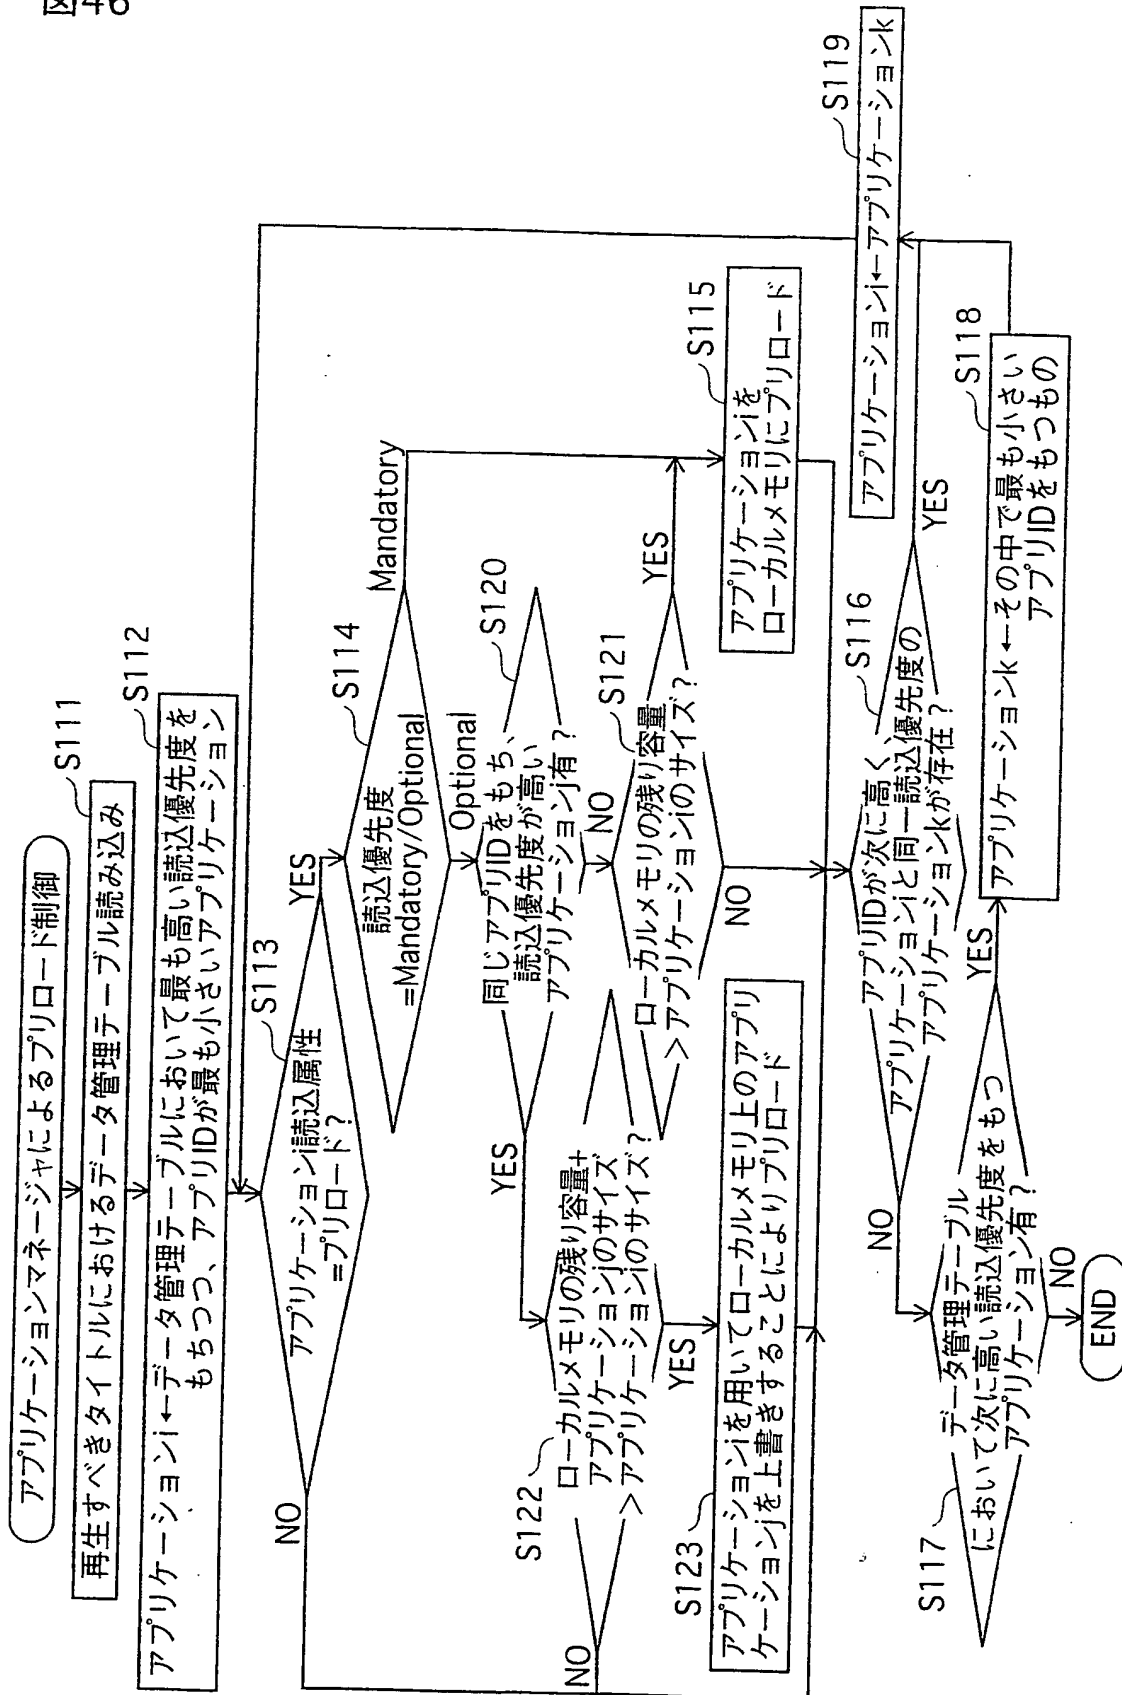 図46
アプリケーションマネージャによるプリロード制御
S111
再生すべきタイトルにおけるデータ管理テーブル読み込み
S112
アプリケーションi←データ管理テーブルにおいて最も高い読込優先度を
もちつつ、アプリIDが最も小さいアプリケーション
S113
アプリケーションi読込属性
=プリロード?
YES
NO
S114
読込優先度
=Mandatory/Optional
Mandatory
Optional
S120
同じアプリIDをもち、
読込優先度が高い
アプリケーションj有?
YES
NO
S121
ローカルメモリの残り容量
>アプリケーションiのサイズ?
YES
NO
S115
アプリケーションiを
ローカルメモリにプリロード
S122
ローカルメモリの残り容量+
アプリケーションjのサイズ
>アプリケーションiのサイズ?
NO
YES
S123
アプリケーションiを用いてローカルメモリ上のアプリ
ケーションjを上書きすることによりプリロード
S116
アプリIDが次に高く、
アプリケーションiと同一読込優先度の
アプリケーションkが存在?
YES
NO
S117
データ管理テーブル
において次に高い読込優先度をもつ
アプリケーション有?
YES
NO
S118
アプリケーションk←その中で最も小さい
アプリIDをもつもの
S119
アプリケーションi←アプリケーションk
END